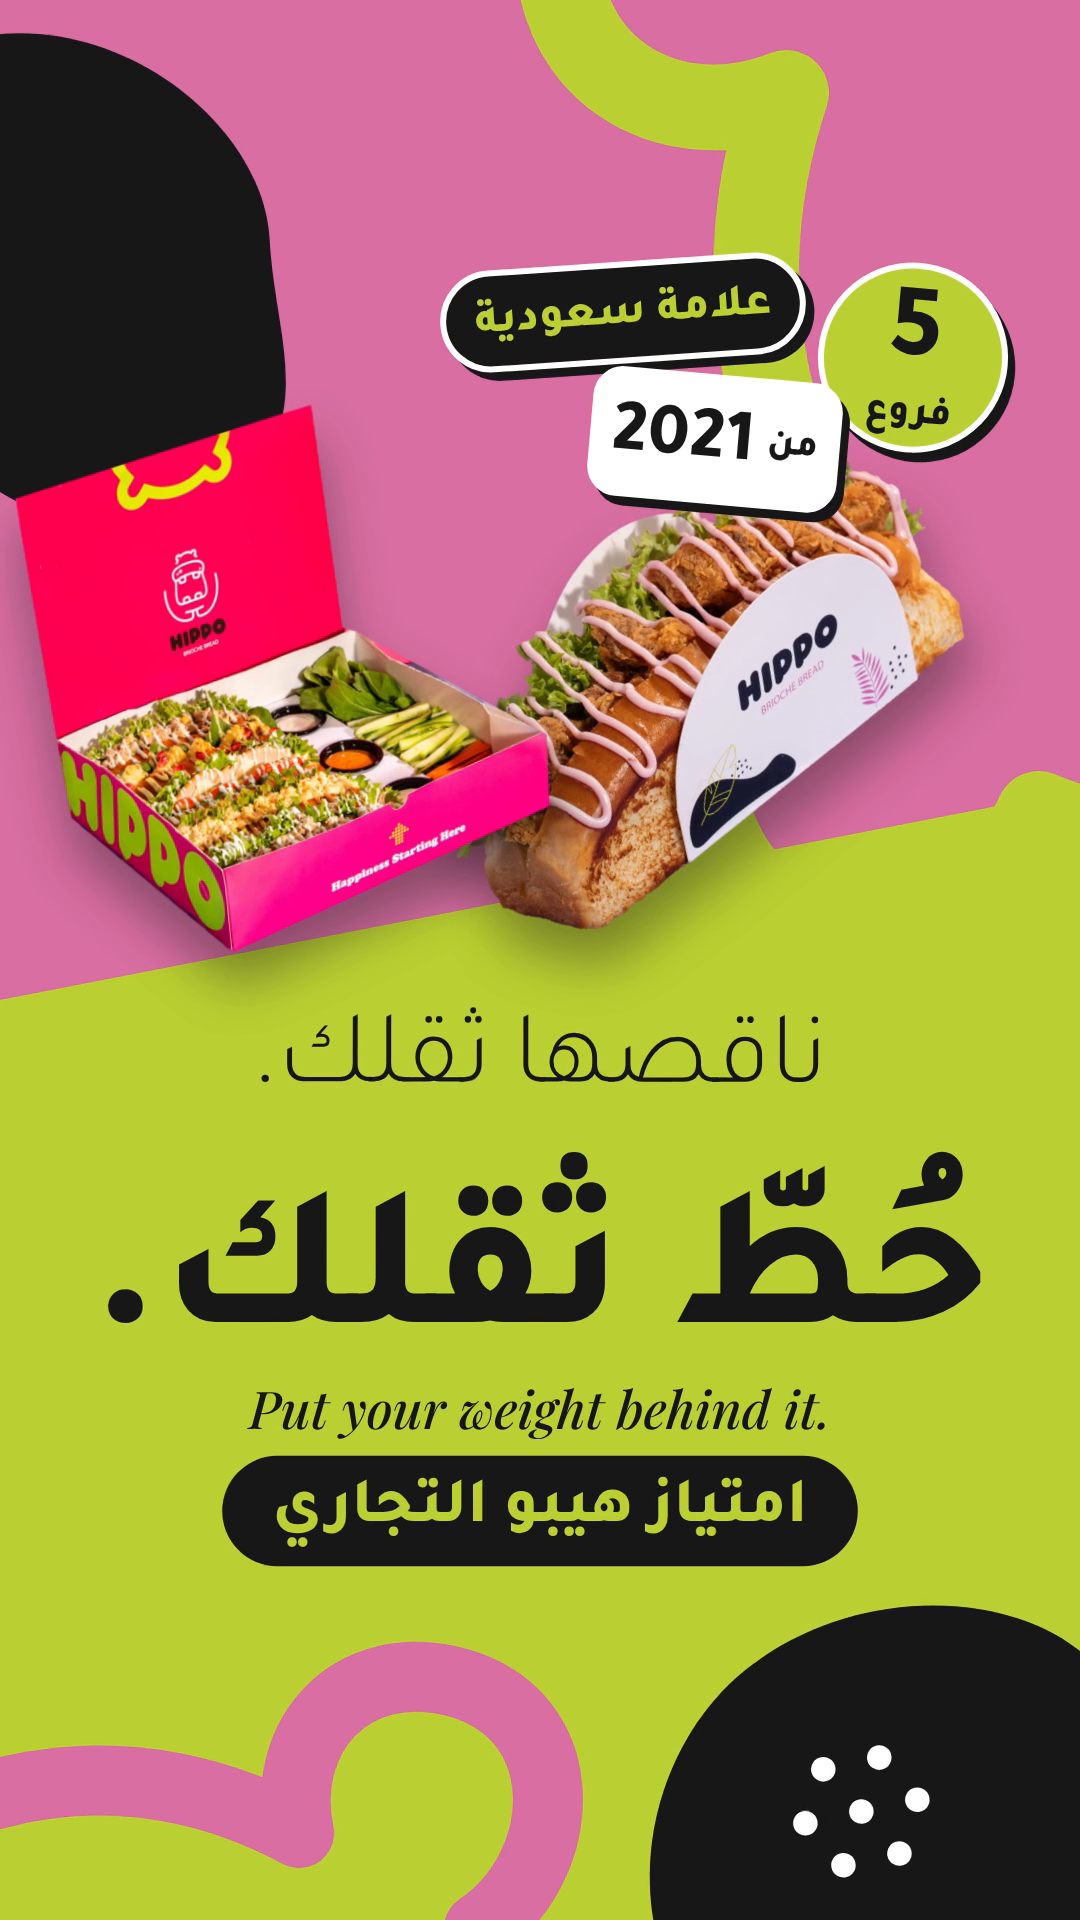 علامة سعودية
5
فروع
من 2021
HIPPO
BRIOCHE BREAD
HIPPO
BRIOCHE BREAD
HIPPO
Happiness Starting Here
ناقصها ثقلك.
حُطّ ثقلك.
Put your weight behind it.
امتياز هيبو التجاري